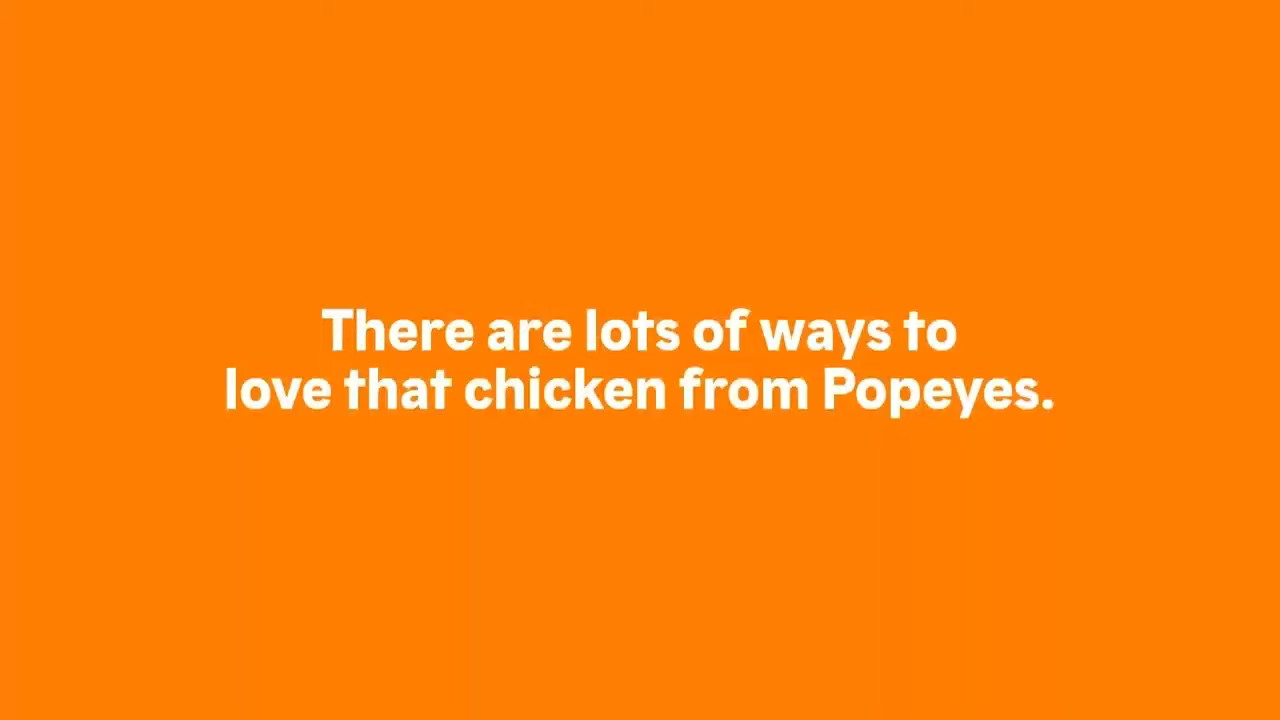 There are lots of ways to
love that chicken from Popeyes.